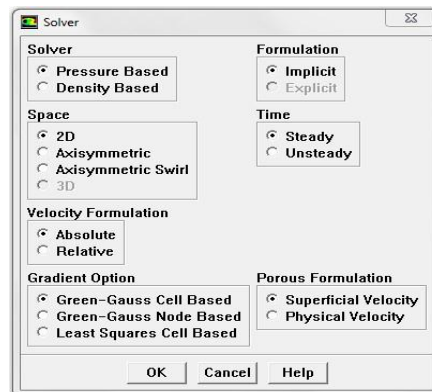 Solver
Solver
Pressure Based
Density Based
Formulation
Implicit
Explicit
Space
2D
Axisymmetric
Axisymmetric Swirl
3D
Time
Steady
Unsteady
Velocity Formulation
Absolute
Relative
Gradient Option
Green-Gauss Cell Based
Green-Gauss Node Based
Least Squares Cell Based
Porous Formulation
Superficial Velocity
Physical Velocity
OK
Cancel
Help